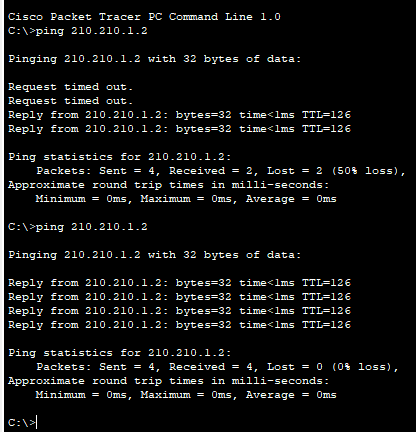 Cisco Packet Tracer PC Command Line 1.0
C:\>ping 210.210.1.2
Pinging 210.210.1.2 with 32 bytes of data:
Request timed out.
Request timed out.
Reply from 210.210.1.2: bytes=32 time<1ms TTL=126
Reply from 210.210.1.2: bytes=32 time<1ms TTL=126
Ping statistics for 210.210.1.2:
    Packets: Sent = 4, Received = 2, Lost = 2 (50% loss),
Approximate round trip times in milli-seconds:
    Minimum = 0ms, Maximum = 0ms, Average = 0ms
C:\>ping 210.210.1.2
Pinging 210.210.1.2 with 32 bytes of data:
Reply from 210.210.1.2: bytes=32 time<1ms TTL=126
Reply from 210.210.1.2: bytes=32 time<1ms TTL=126
Reply from 210.210.1.2: bytes=32 time<1ms TTL=126
Reply from 210.210.1.2: bytes=32 time<1ms TTL=126
Ping statistics for 210.210.1.2:
    Packets: Sent = 4, Received = 4, Lost = 0 (0% loss),
Approximate round trip times in milli-seconds:
    Minimum = 0ms, Maximum = 0ms, Average = 0ms
C:\>